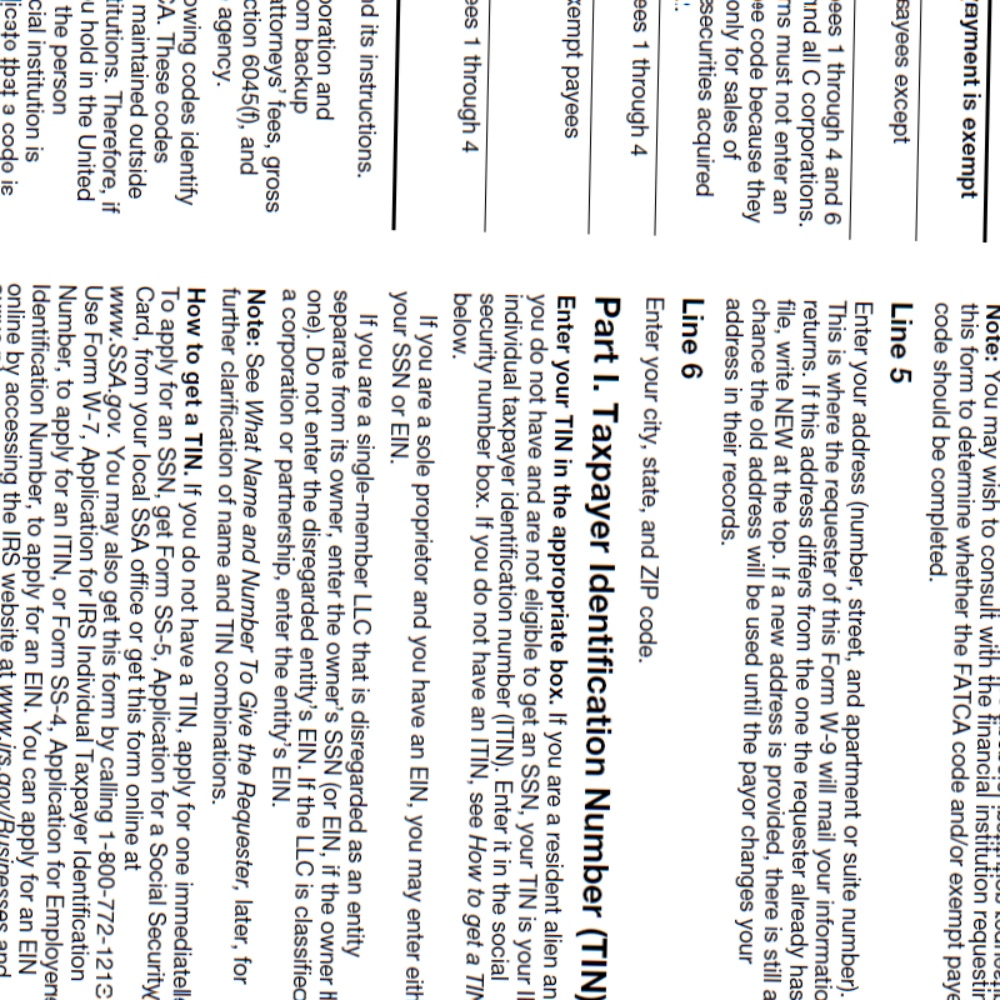 payment is exempt
payees except
ees 1 through 4 and 6
nd all C corporations.
ns must not enter an
ee code because they
only for sales of
securities acquired
ees 1 through 4
xempt payees
ees 1 through 4
nd its instructions.
oration and
om backup
attorneys' fees, gross
ction 6045(f), and
agency.
owing codes identify
CA. These codes
maintained outside
tutions. Therefore, if
u hold in the United
the person
cial institution is
that a code is
Note: You may wish to consult with the financial institution requestin
this form to determine whether the FATCA code and/or exempt paye
code should be completed.
Line 5
Enter your address (number, street, and apartment or suite number)
This is where the requester of this Form W-9 will mail your informatio
returns. If this address differs from the one the requester already has
file, write NEW at the top. If a new address is provided, there is still a
chance the old address will be used until the payor changes your
address in their records.
Line 6
Enter your city, state, and ZIP code.
Part I. Taxpayer Identification Number (TIN)
Enter your TIN in the appropriate box. If you are a resident alien an
you do not have and are not eligible to get an SSN, your TIN is your I
individual taxpayer identification number (ITIN). Enter it in the social
security number box. If you do not have an ITIN, see How to get a TIN
below.
If you are a sole proprietor and you have an EIN, you may enter eith
your SSN or EIN.
If you are a single-member LLC that is disregarded as an entity
separate from its owner, enter the owner's SSN (or EIN, if the owner h
one). Do not enter the disregarded entity's EIN. If the LLC is classified
a corporation or partnership, enter the entity's EIN.
Note: See What Name and Number To Give the Requester, later, for
further clarification of name and TIN combinations.
How to get a TIN. If you do not have a TIN, apply for one immediatel
To apply for an SSN, get Form SS-5, Application for a Social Security
Card, from your local SSA office or get this form online at
www.SSA.gov. You may also get this form by calling 1-800-772-1213
Use Form W-7, Application for IRS Individual Taxpayer Identification
Number, to apply for an ITIN, or Form SS-4, Application for Employer
Identification Number, to apply for an EIN. You can apply for an EIN
online by accessing the IRS website at www.irs.gov/Businesses and